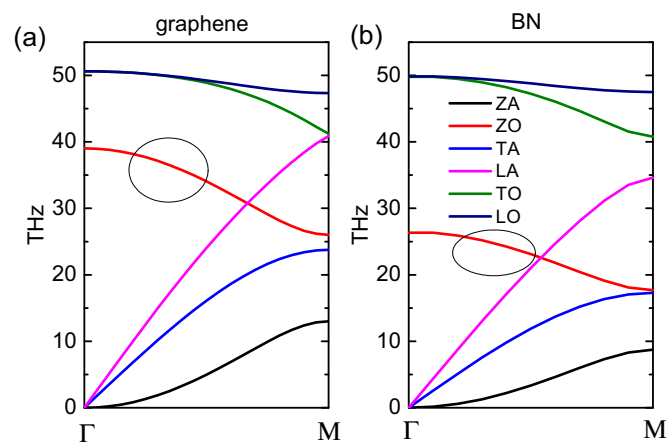 (a)
graphene
(b)
BN
THz
50
40
30
20
10
0
Γ
M
THz
50
40
30
20
10
0
Γ
M
ZA
ZO
TA
LA
TO
LO